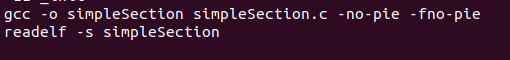 gcc -o simpleSection simpleSection.c -no-pie -fno-pie
readelf -s simpleSection